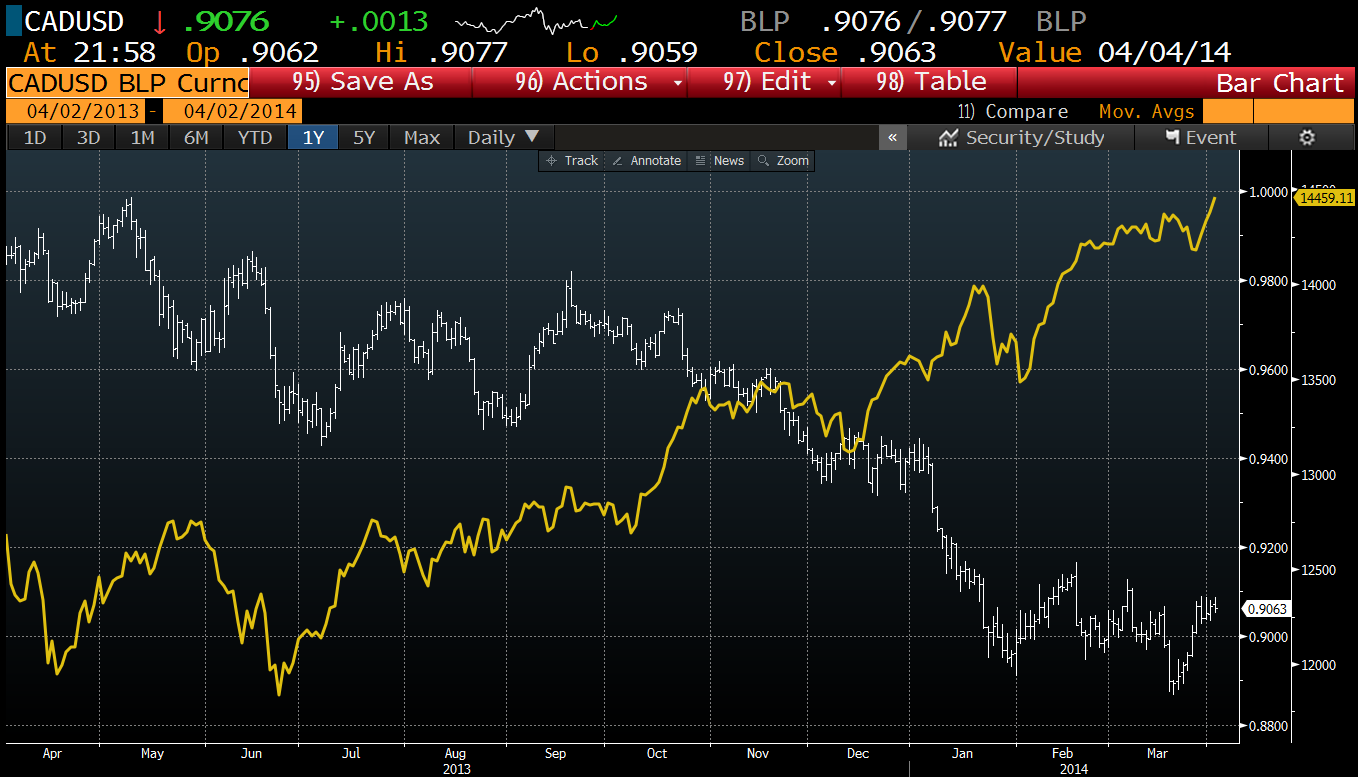 CADUSD ↓ .9076 +.0013 BLP .9076/.9077 BLP
At 21:58 Op .9062 Hi .9077 Lo .9059 Close .9063 Value 04/04/14
CADUSD BLP Curnc 95) Save As 96) Actions 97) Edit 98) Table Bar Chart
04/02/2013 - 04/02/2014 11) Compare Mov. Avgs
1D 3D 1M 6M YTD 1Y 5Y Max Daily ▼ « Security/Study Event
Track Annotate News Zoom
1.0000 14500
14459.11
0.9800 14000
0.9600 13500
0.9400 13000
0.9200 12500
0.9063
0.9000 12000
0.8800
Apr May Jun Jul Aug Sep Oct Nov Dec Jan Feb Mar
2013 2014